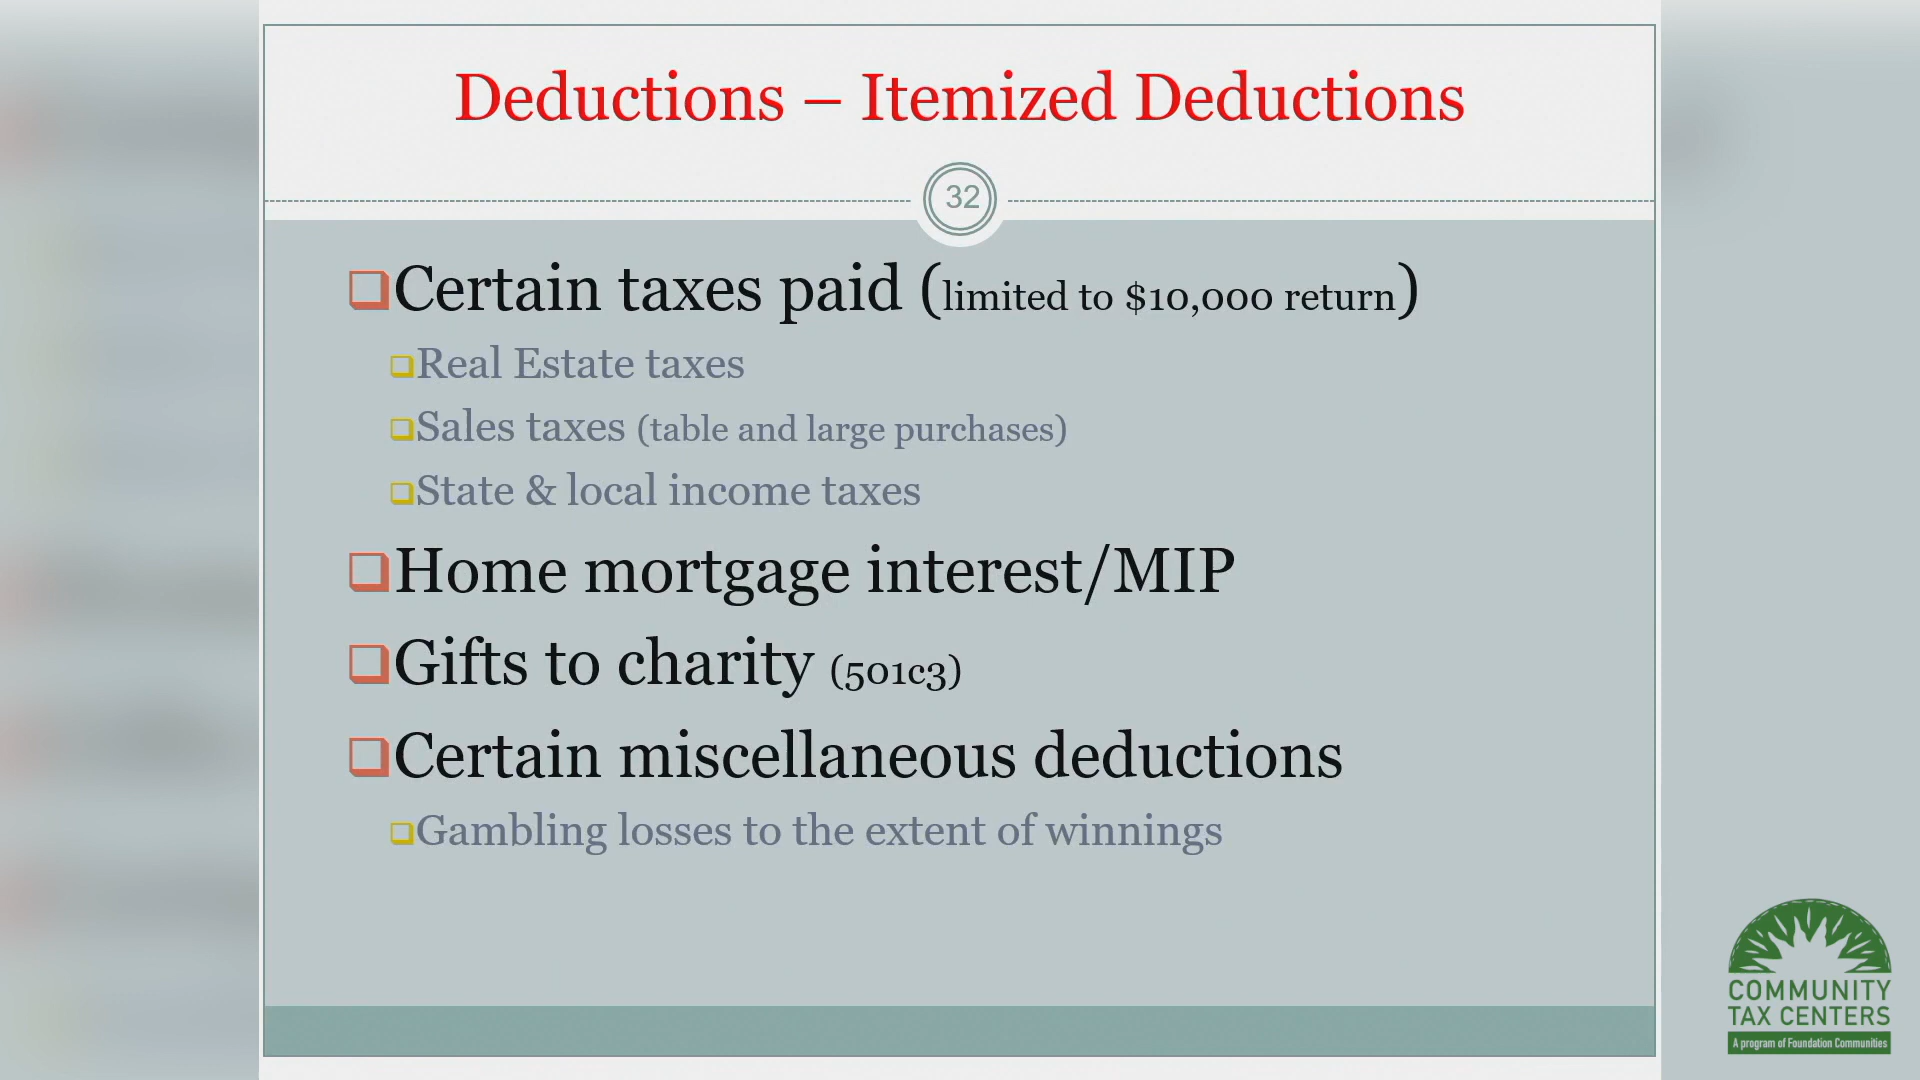 Deductions – Itemized Deductions
32
Certain taxes paid (limited to $10,000 return)
Real Estate taxes
Sales taxes (table and large purchases)
State & local income taxes
Home mortgage interest/MIP
Gifts to charity (501c3)
Certain miscellaneous deductions
Gambling losses to the extent of winnings
COMMUNITY
TAX CENTERS
A program of Foundation Communities